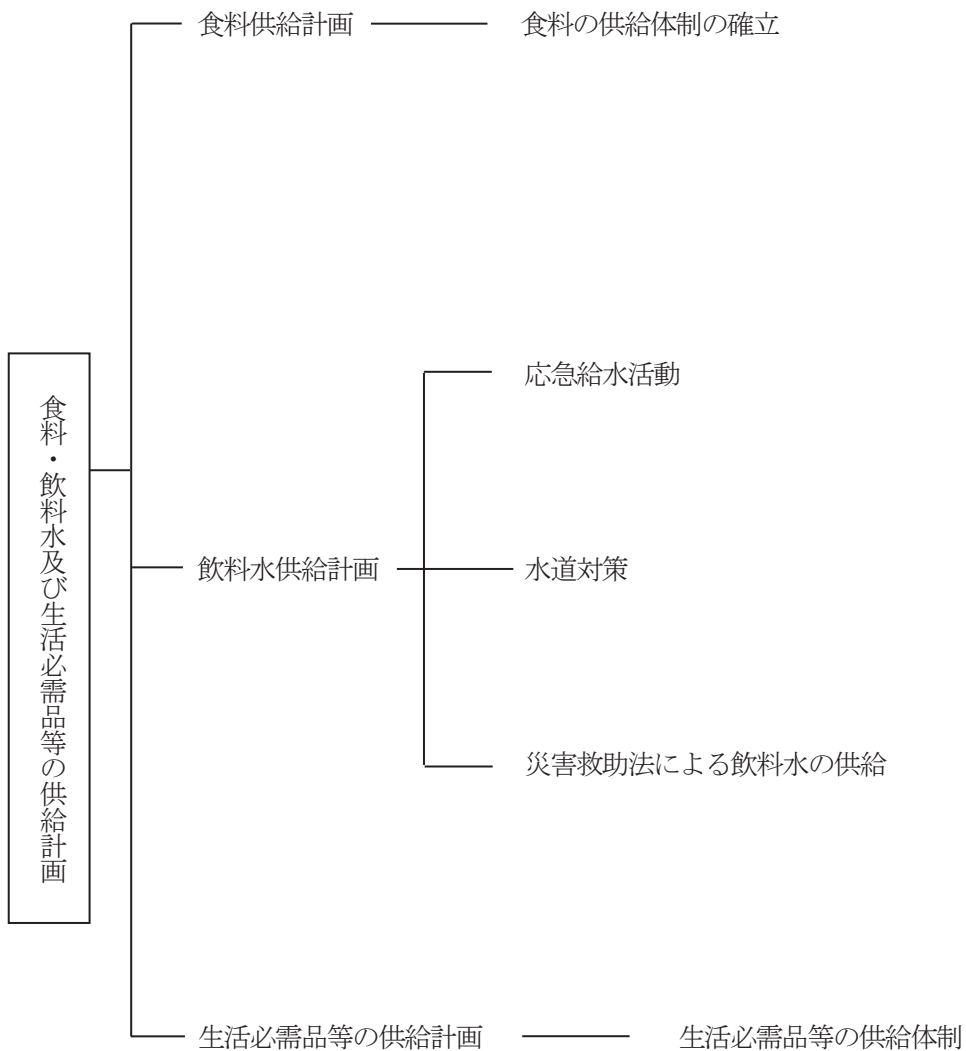 食料・飲料水及び生活必需品等の供給計画
食料供給計画
食料の供給体制の確立
飲料水供給計画
応急給水活動
水道対策
災害救助法による飲料水の供給
生活必需品等の供給計画
生活必需品等の供給体制